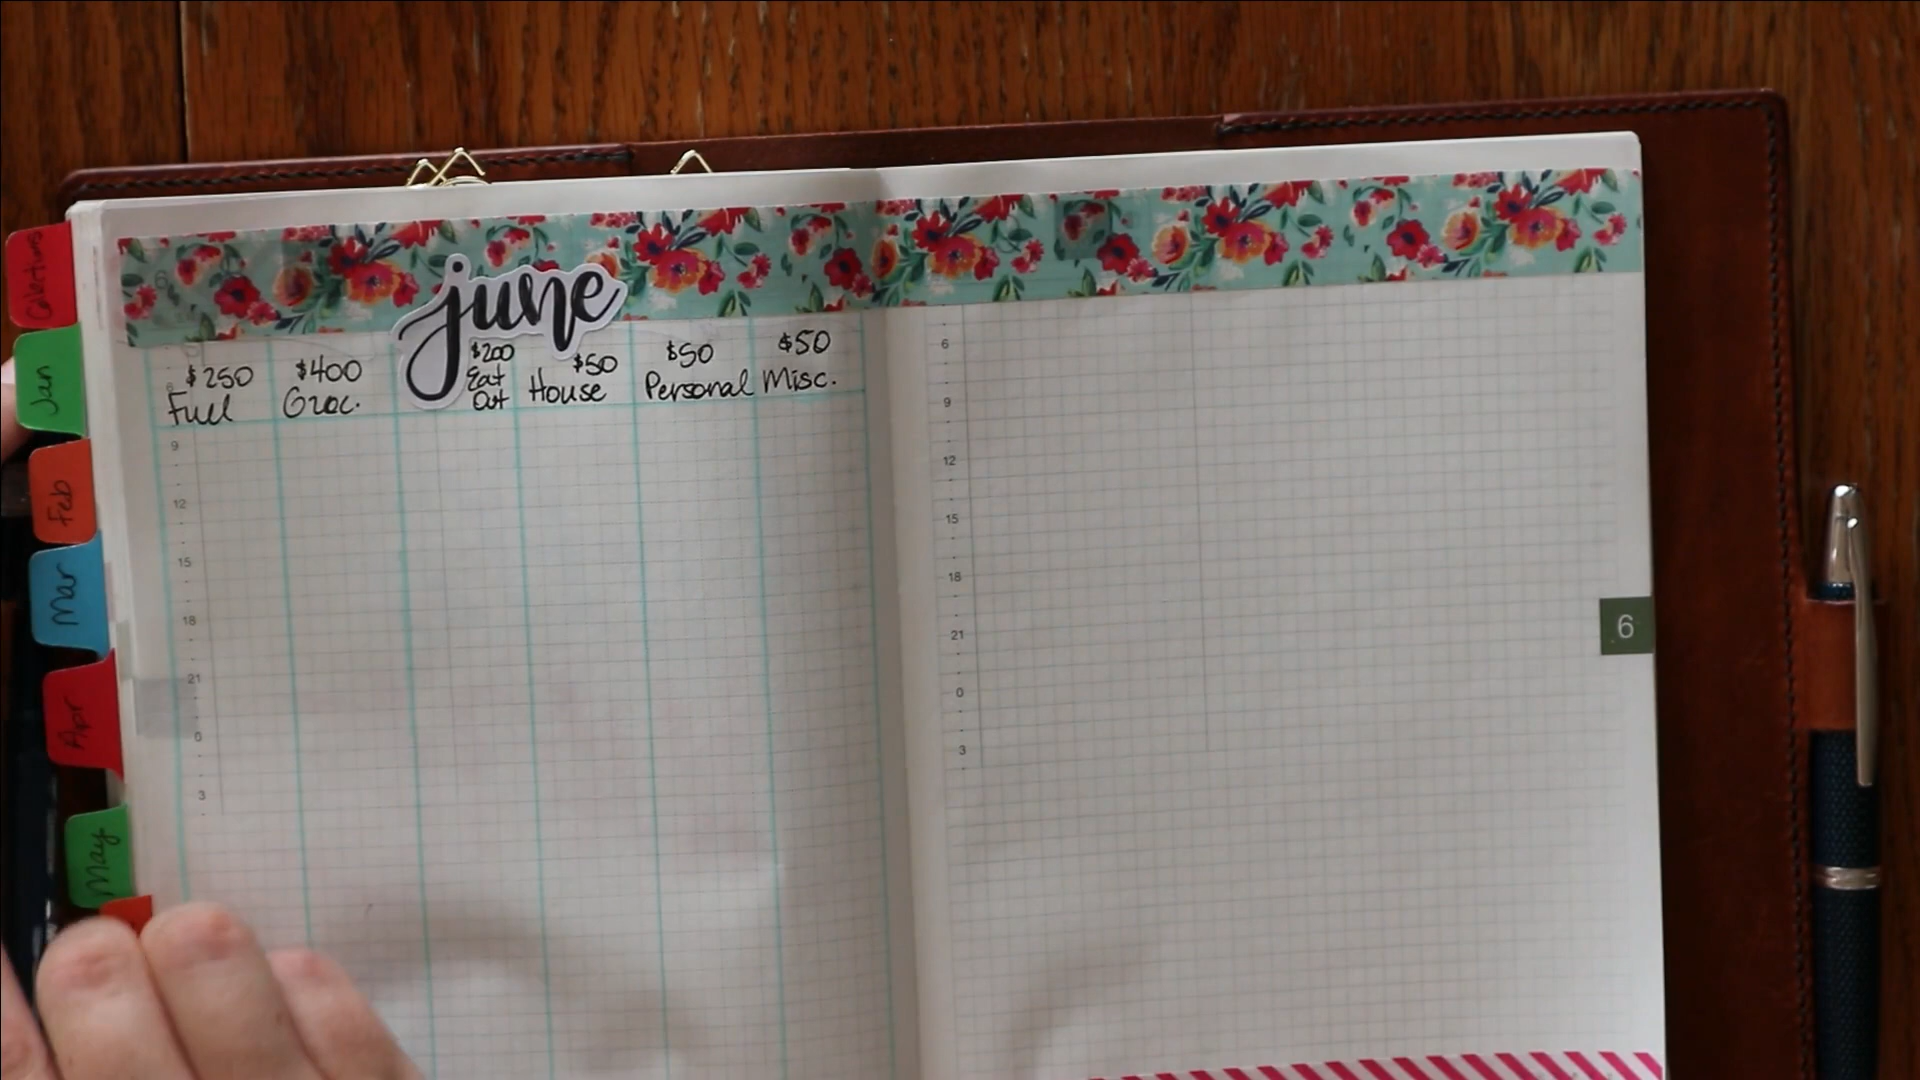 june
$250
Fuel
$400
Groc.
$200
Eat
Out
$50
House
$50
Personal
$50
Misc.
9
12
15
18
21
0
3
6
9
12
15
18
21
0
3
6
Collections
Jan
Feb
Mar
Apr
May